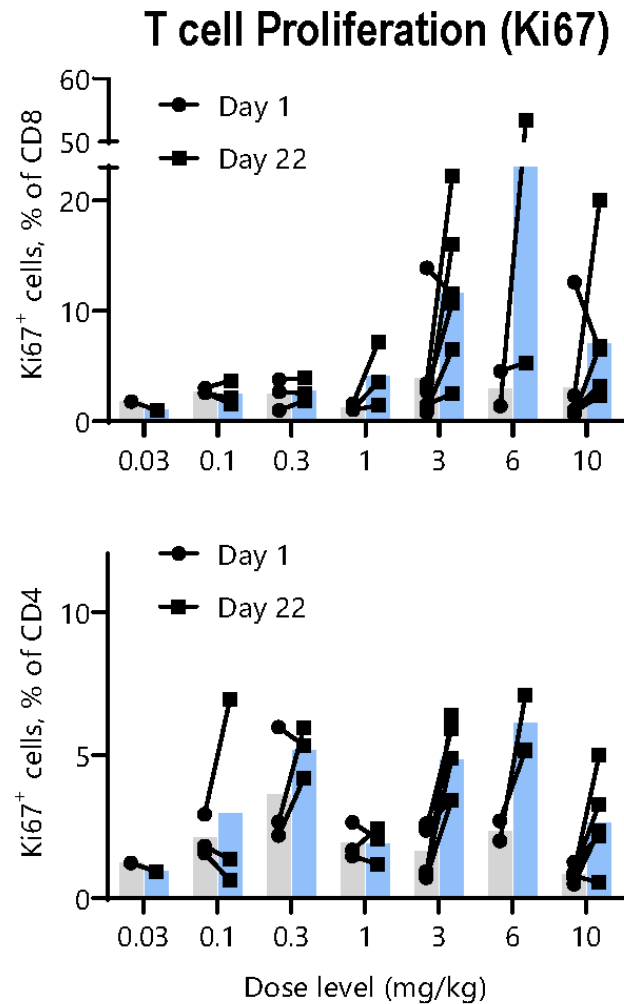 T cell Proliferation (Ki67)
60
50
20
10
0
Ki67⁺ cells, % of CD8
Day 1
Day 22
0.03 0.1 0.3 1 3 6 10
10
5
0
Ki67⁺ cells, % of CD4
Day 1
Day 22
0.03 0.1 0.3 1 3 6 10
Dose level (mg/kg)